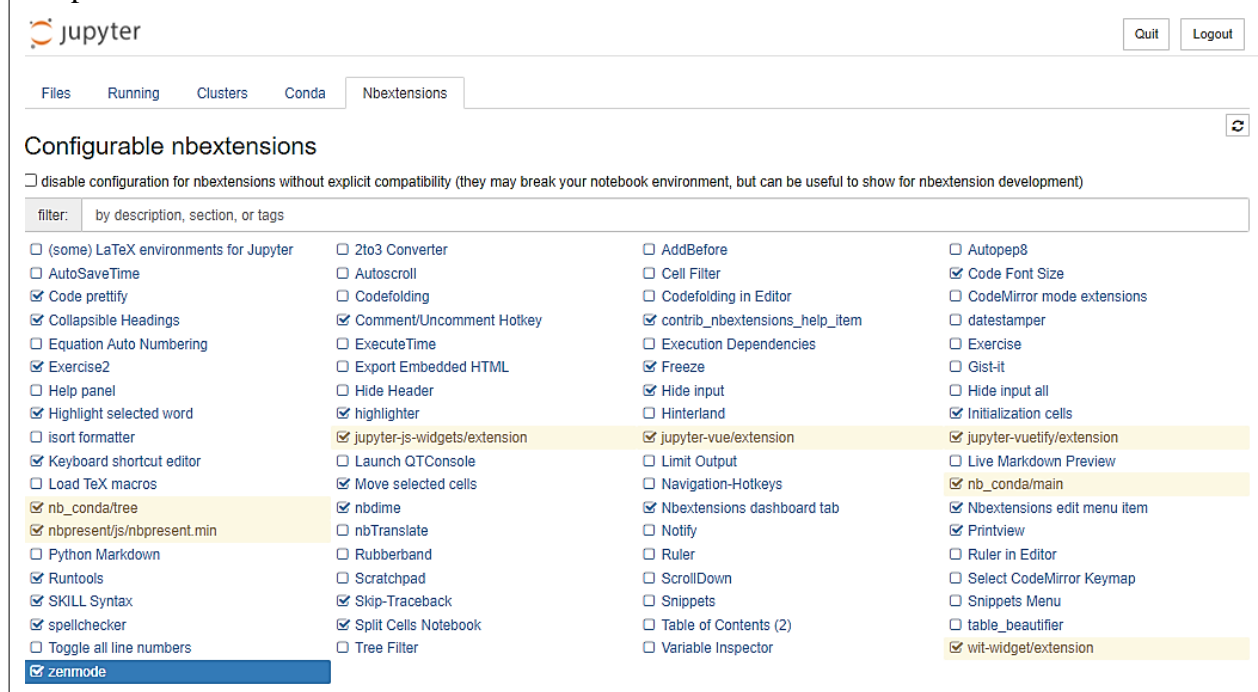 jupyter
Quit Logout
Files Running Clusters Conda Nbextensions
Configurable nbextensions
disable configuration for nbextensions without explicit compatibility (they may break your notebook environment, but can be useful to show for nbextension development)
filter: by description, section, or tags
(some) LaTeX environments for Jupyter 2to3 Converter AddBefore Autopep8
AutoSaveTime Autoscroll Cell Filter Code Font Size
Code prettify Codefolding Codefolding in Editor CodeMirror mode extensions
Collapsible Headings Comment/Uncomment Hotkey contrib_nbextensions_help_item datestamper
Equation Auto Numbering ExecuteTime Execution Dependencies Exercise
Exercise2 Export Embedded HTML Freeze Gist-it
Help panel Hide Header Hide input Hide input all
Highlight selected word highlighter Hinterland Initialization cells
isort formatter jupyter-js-widgets/extension jupyter-vue/extension jupyter-vuetify/extension
Keyboard shortcut editor Launch QTConsole Limit Output Live Markdown Preview
Load TeX macros Move selected cells Navigation-Hotkeys nb_conda/main
nb_conda/tree nbdime Nbextensions dashboard tab Nbextensions edit menu item
nbpresent/js/nbpresent.min nbTranslate Notify Printview
Python Markdown Rubberband Ruler Ruler in Editor
Runtools Scratchpad ScrollDown Select CodeMirror Keymap
SKILL Syntax Skip-Traceback Snippets Snippets Menu
spellchecker Split Cells Notebook Table of Contents (2) table_beautifier
Toggle all line numbers Tree Filter Variable Inspector wit-widget/extension
zenmode